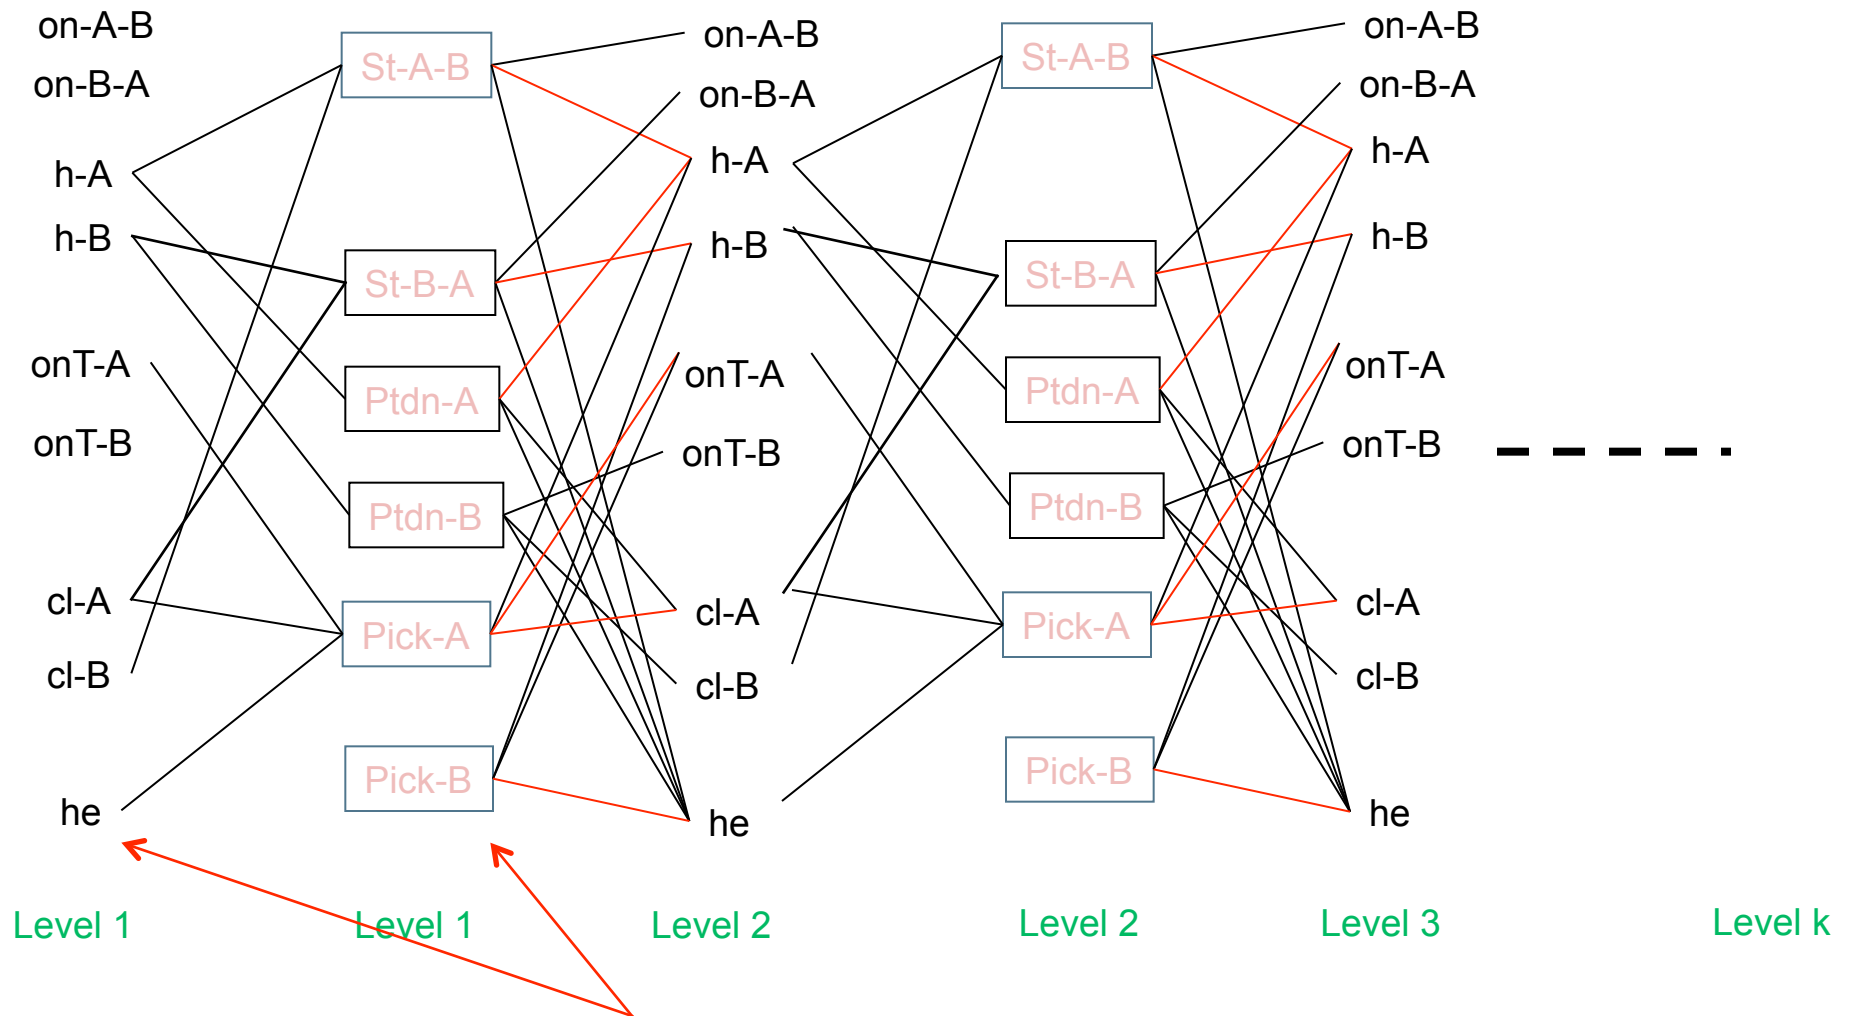 on-A-B
on-B-A
h-A
h-B
onT-A
onT-B
cl-A
cl-B
he
Level 1
St-A-B
St-B-A
Ptdn-A
Ptdn-B
Pick-A
Pick-B
Level 1
on-A-B
on-B-A
h-A
h-B
onT-A
onT-B
cl-A
cl-B
he
Level 2
St-A-B
St-B-A
Ptdn-A
Ptdn-B
Pick-A
Pick-B
Level 2
on-A-B
on-B-A
h-A
h-B
onT-A
onT-B
cl-A
cl-B
he
Level 3
Level k